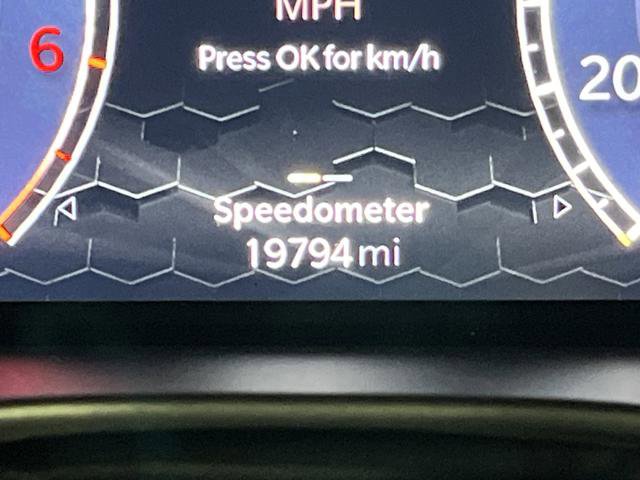 MPH
6
Press OK for km/h
20
Speedometer
19794 mi